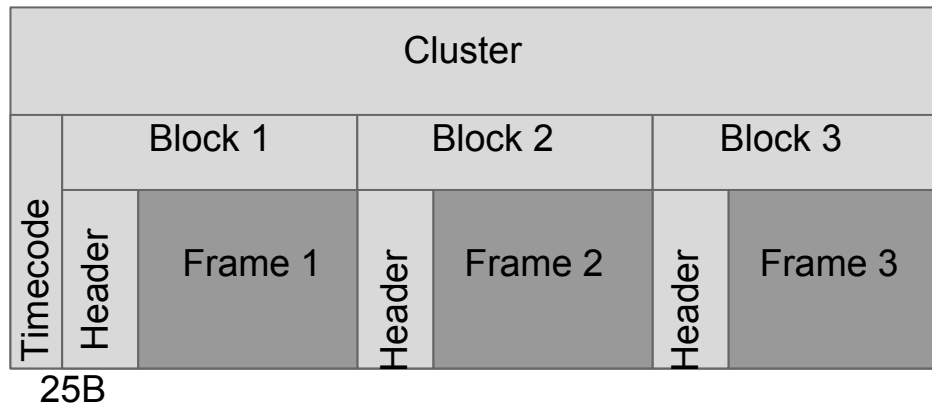 Cluster
Block 1
Block 2
Block 3
Timecode
Header
Frame 1
Header
Frame 2
Header
Frame 3
25B